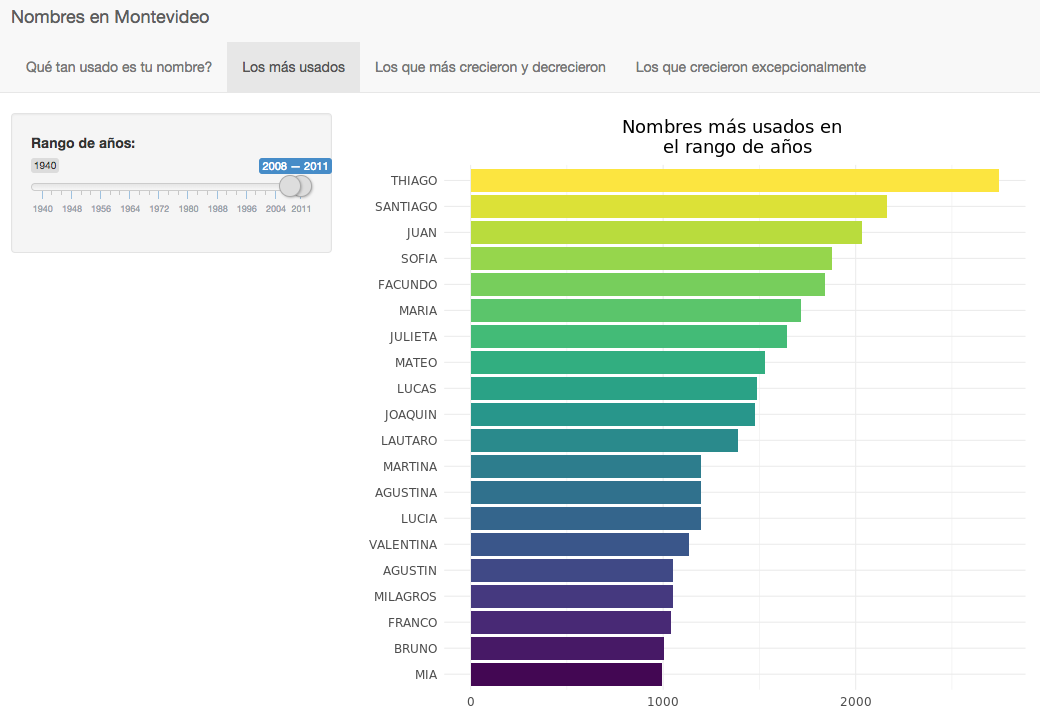 Nombres en Montevideo
Qué tan usado es tu nombre? Los más usados Los que más crecieron y decrecieron Los que crecieron excepcionalmente
Rango de años:
1940 2008 — 2011
1940 1948 1956 1964 1972 1980 1988 1996 2004 2011
Nombres más usados en
el rango de años
THIAGO
SANTIAGO
JUAN
SOFIA
FACUNDO
MARIA
JULIETA
MATEO
LUCAS
JOAQUIN
LAUTARO
MARTINA
AGUSTINA
LUCIA
VALENTINA
AGUSTIN
MILAGROS
FRANCO
BRUNO
MIA
0 1000 2000